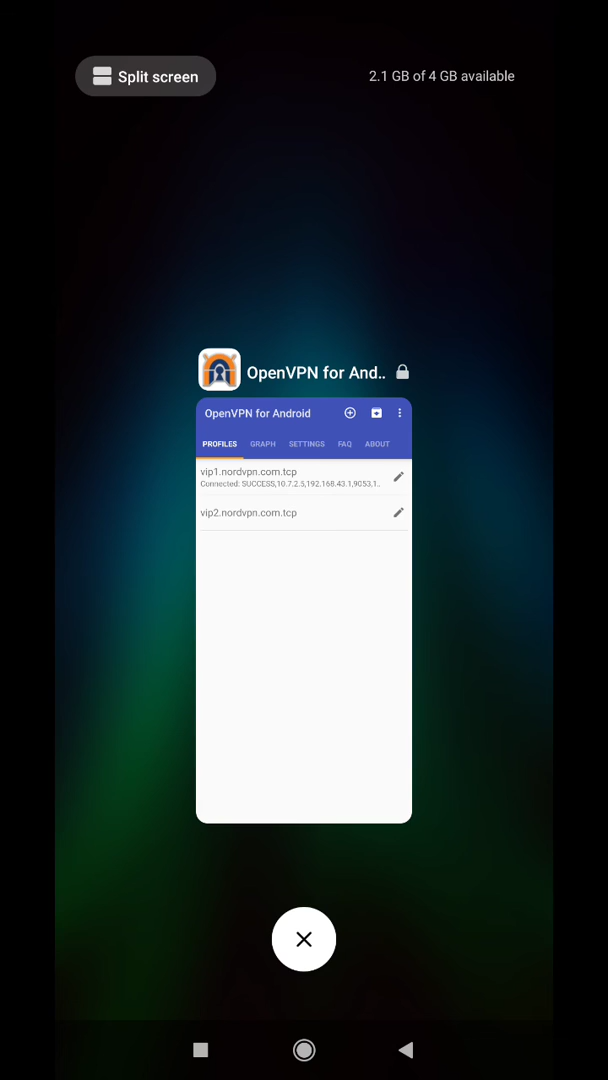 Split screen
2.1 GB of 4 GB available
OpenVPN for And..
OpenVPN for Android
PROFILES GRAPH SETTINGS FAQ ABOUT
vip1.nordvpn.com.tcp
Connected: SUCCESS,10.7.2.5,192.168.43.1,9053,1..
vip2.nordvpn.com.tcp